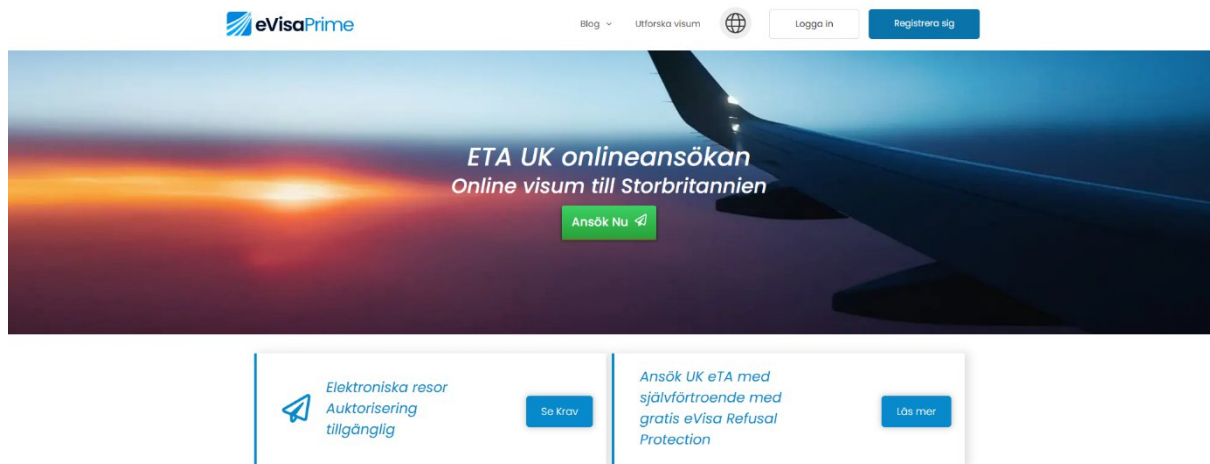 eVisaPrime
Blog
Utforska visum
Logga in
Registrera sig
ETA UK onlineansökan
Online visum till Storbritannien
Ansök Nu
Elektroniska resor
Auktorisering
tillgänglig
Se Krav
Ansök UK eTA med
självförtroende med
gratis eVisa Refusal
Protection
Läs mer